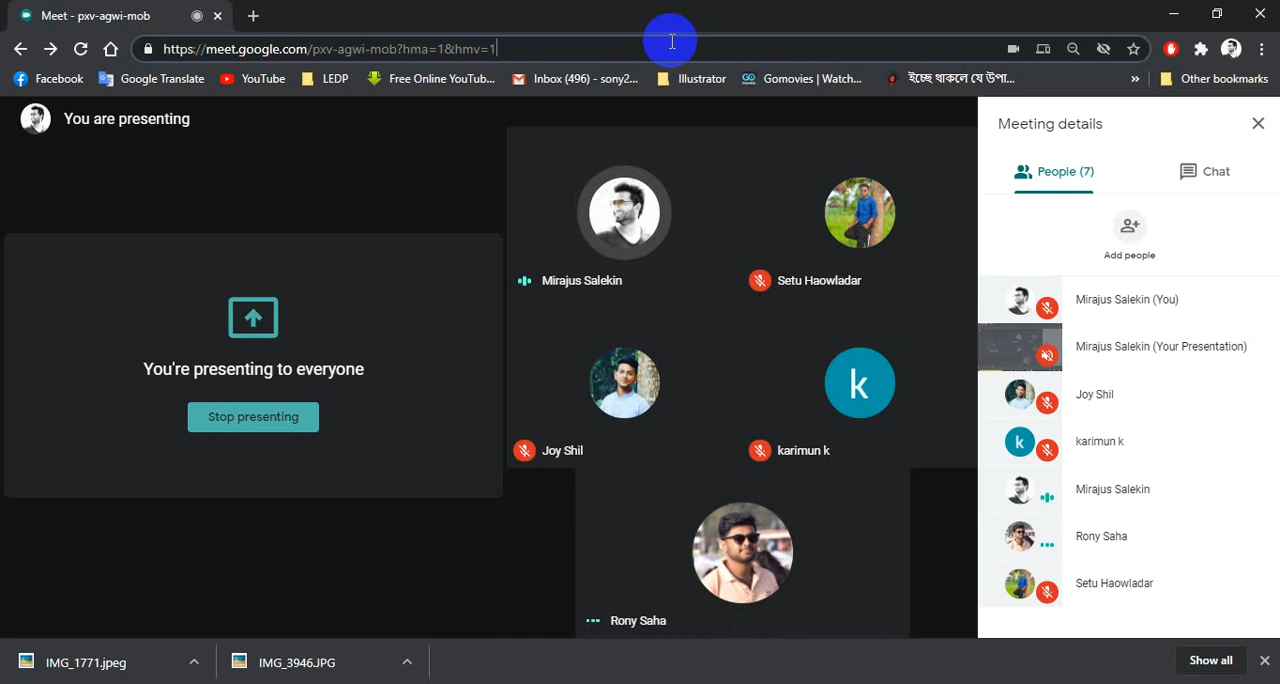 Meet - pxv-agwi-mob
https://meet.google.com/pxv-agwi-mob?hma=1&hmv=1
Facebook Google Translate YouTube LEDP Free Online YouTub... Inbox (496) - sony2... Illustrator Gomovies | Watch... ইচ্ছে থাকলে যে উপা... » Other bookmarks
You are presenting
Meeting details
People (7) Chat
Add people
Mirajus Salekin Setu Haowladar
Mirajus Salekin (You)
Mirajus Salekin (Your Presentation)
You're presenting to everyone
Stop presenting
k
Joy Shil karimun k
Joy Shil
k karimun k
Mirajus Salekin
Rony Saha
Setu Haowladar
Rony Saha
IMG_1771.jpeg IMG_3946.JPG Show all